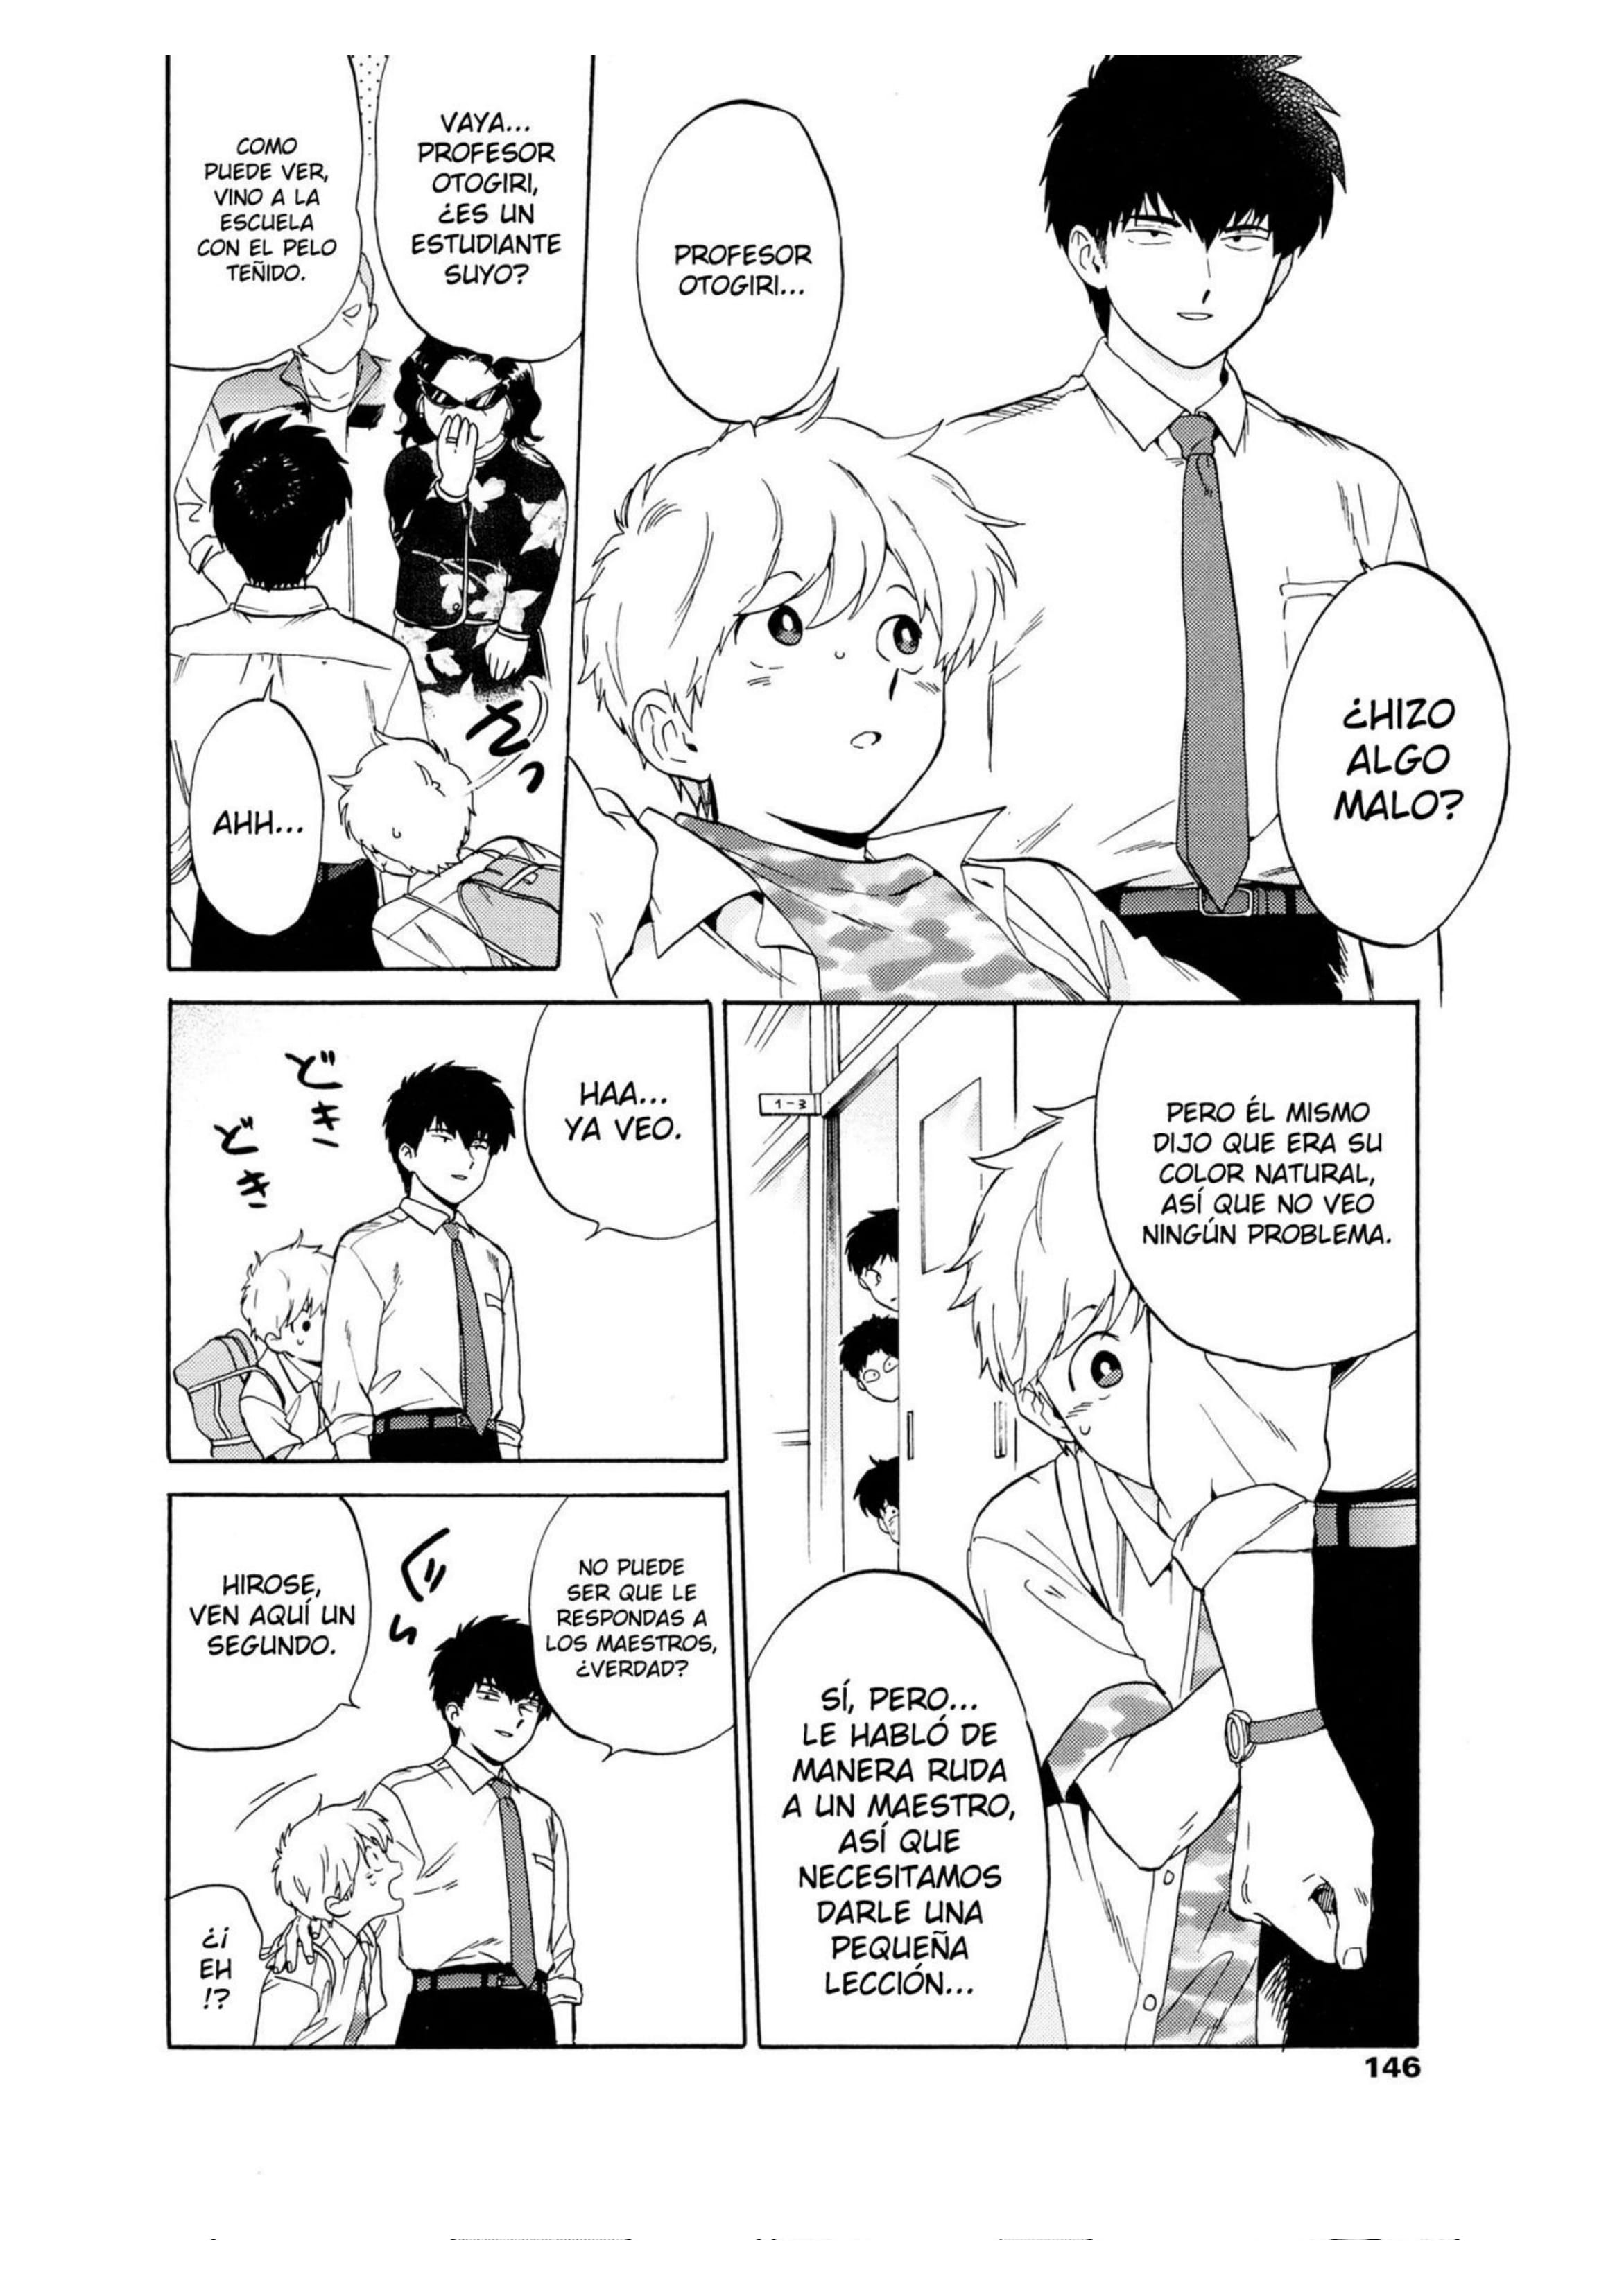 PROFESOR
OTOGIRI...
¿HIZO
ALGO
MALO?
VAYA...
PROFESOR
OTOGIRI,
¿ES UN
ESTUDIANTE
SUYO?
COMO
PUEDE VER,
VINO A LA
ESCUELA
CON EL PELO
TEÑIDO.
さ
っ
AHH...
PERO ÉL MISMO
DIJO QUE ERA SU
COLOR NATURAL,
ASÍ QUE NO VEO
NINGÚN PROBLEMA.
1-3
SÍ, PERO...
LE HABLÓ DE
MANERA RUDA
A UN MAESTRO,
ASÍ QUE
NECESITAMOS
DARLE UNA
PEQUEÑA
LECCIÓN...
HAA...
YA VEO.
どき
どき
NO PUEDE
SER QUE LE
RESPONDAS A
LOS MAESTROS,
¿VERDAD?
HIROSE,
VEN AQUÍ UN
SEGUNDO.
ぐい
¿¡
EH
!?
146